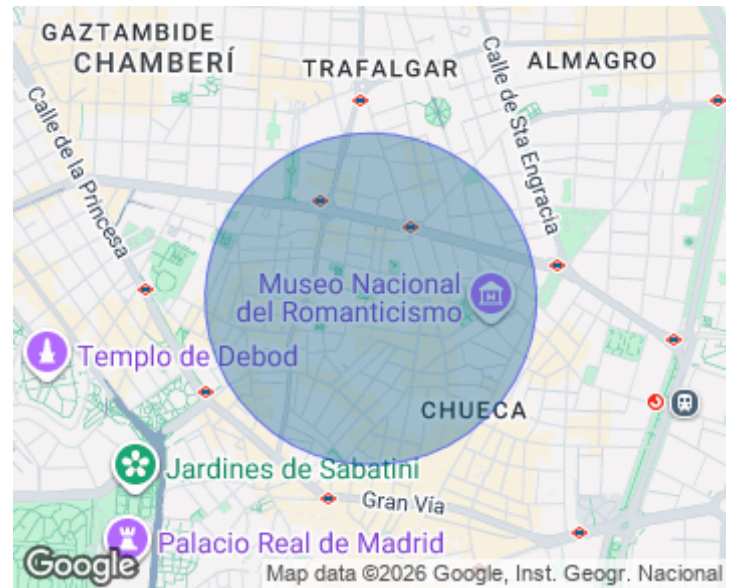 GAZTAMBIDE
CHAMBERÍ
TRAFALGAR
ALMAGRO
Calle de la Princesa
Calle de Sta Engracia
Museo Nacional
del Romanticismo
Templo de Debod
CHUECA
Jardines de Sabatini
Gran Vía
Palacio Real de Madrid
Google
Map data ©2026 Google, Inst. Geogr. Nacional